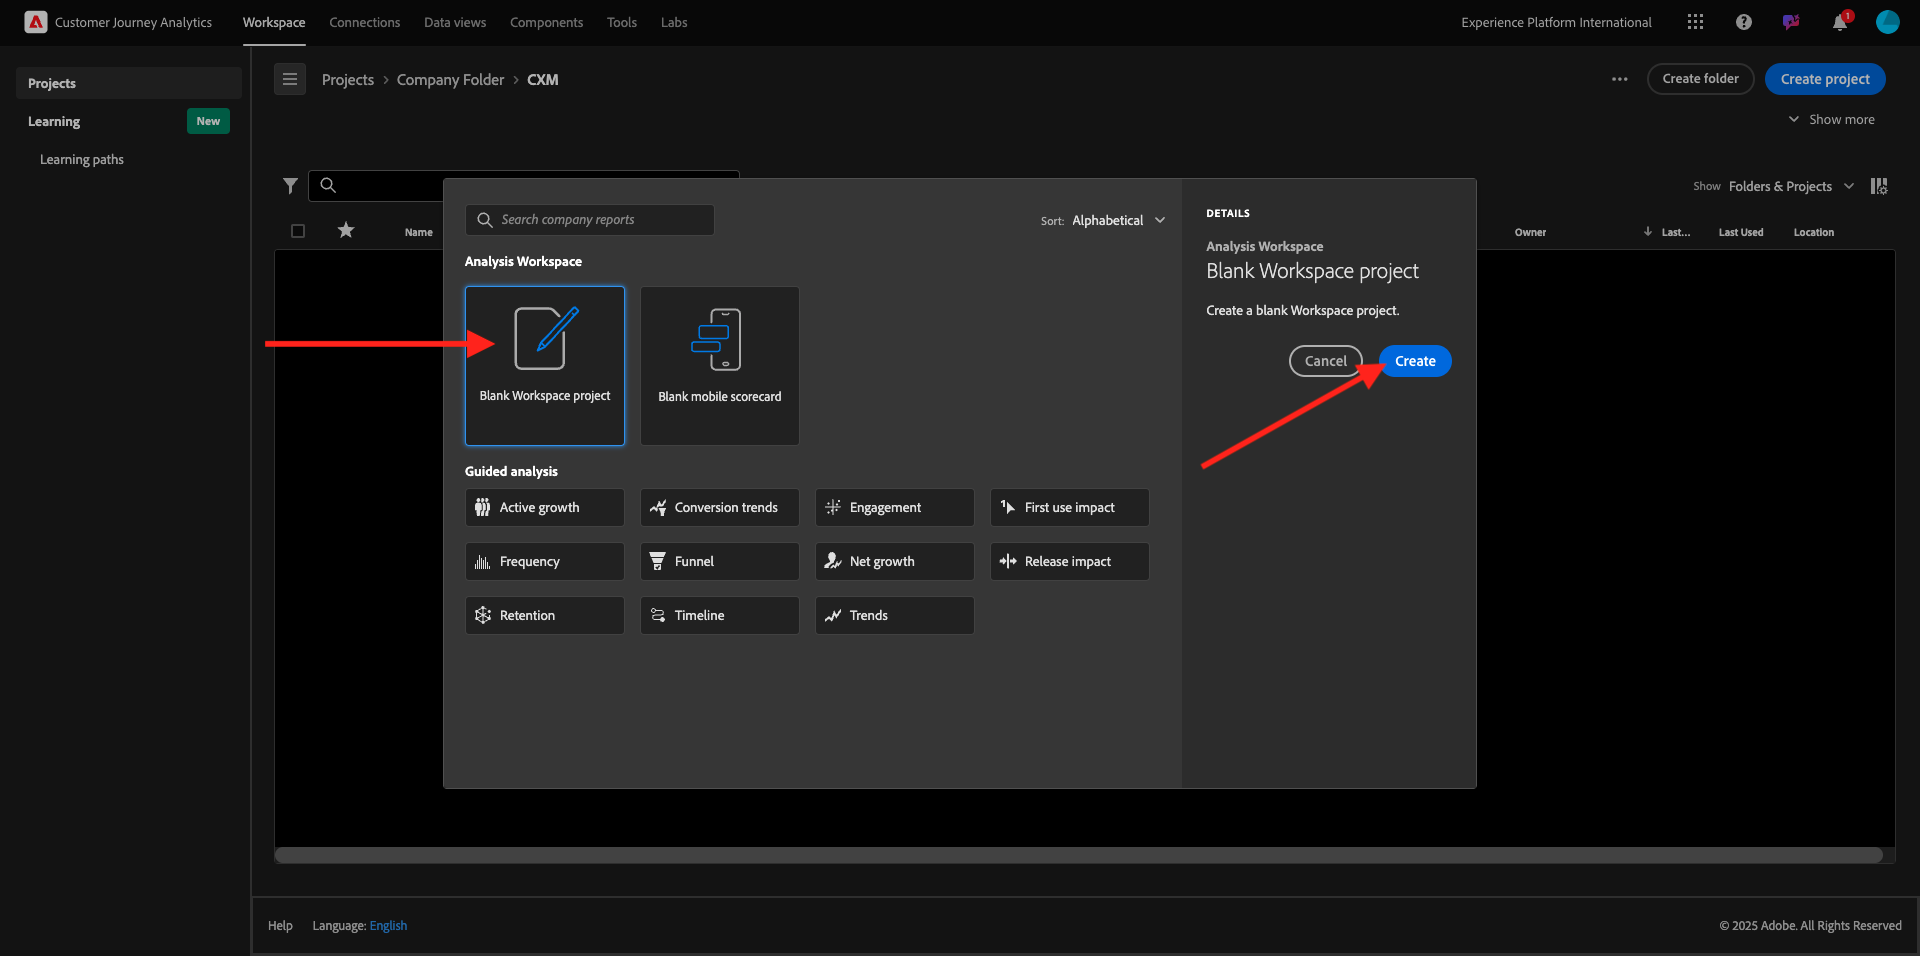 Customer Journey Analytics
Workspace
Connections
Data views
Components
Tools
Labs
Experience Platform International
1
Projects
Learning
New
Learning paths
Projects > Company Folder > CXM
Create folder
Create project
Show more
Show Folders & Projects
Name
Owner
Last...
Last Used
Location
Search company reports
Sort: Alphabetical
Analysis Workspace
Blank Workspace project
Blank mobile scorecard
Guided analysis
Active growth
Conversion trends
Engagement
First use impact
Frequency
Funnel
Net growth
Release impact
Retention
Timeline
Trends
DETAILS
Analysis Workspace
Blank Workspace project
Create a blank Workspace project.
Cancel
Create
Help
Language: English
© 2025 Adobe. All Rights Reserved